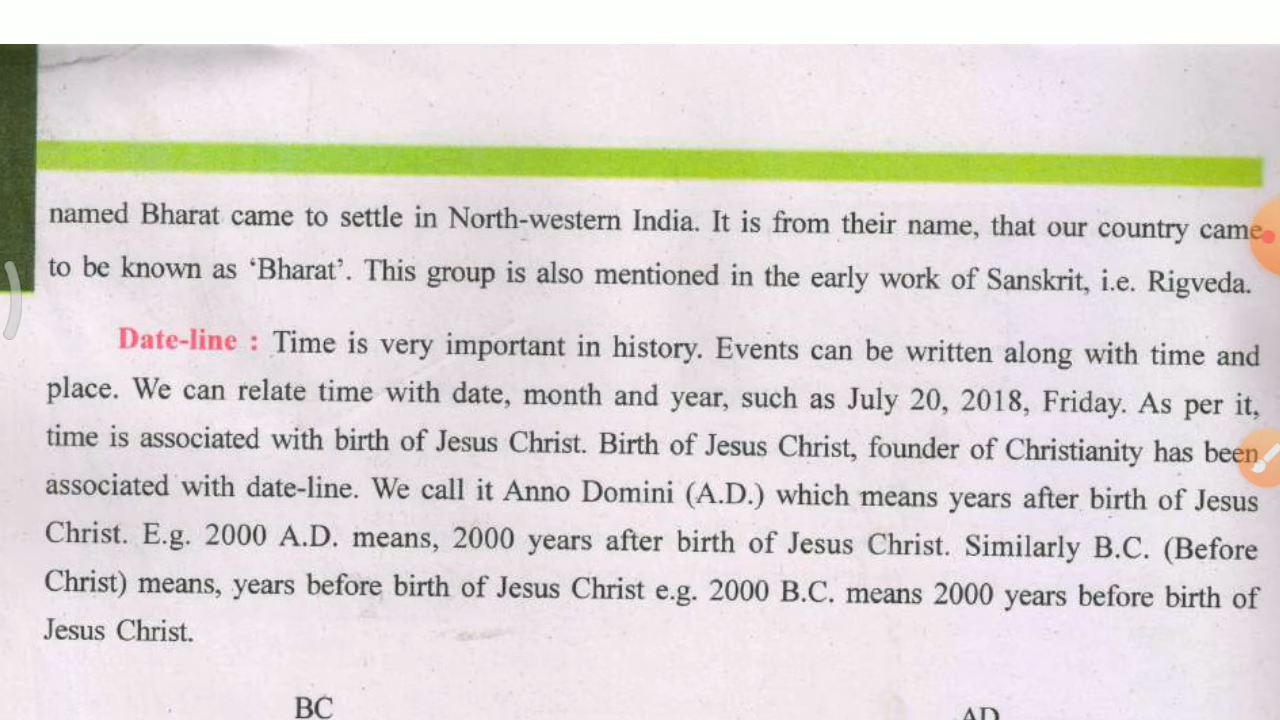 named Bharat came to settle in North-western India. It is from their name, that our country came
to be known as ‘Bharat’. This group is also mentioned in the early work of Sanskrit, i.e. Rigveda.
Date-line : Time is very important in history. Events can be written along with time and
place. We can relate time with date, month and year, such as July 20, 2018, Friday. As per it,
time is associated with birth of Jesus Christ. Birth of Jesus Christ, founder of Christianity has been
associated with date-line. We call it Anno Domini (A.D.) which means years after birth of Jesus
Christ. E.g. 2000 A.D. means, 2000 years after birth of Jesus Christ. Similarly B.C. (Before
Christ) means, years before birth of Jesus Christ e.g. 2000 B.C. means 2000 years before birth of
Jesus Christ.
BC AD